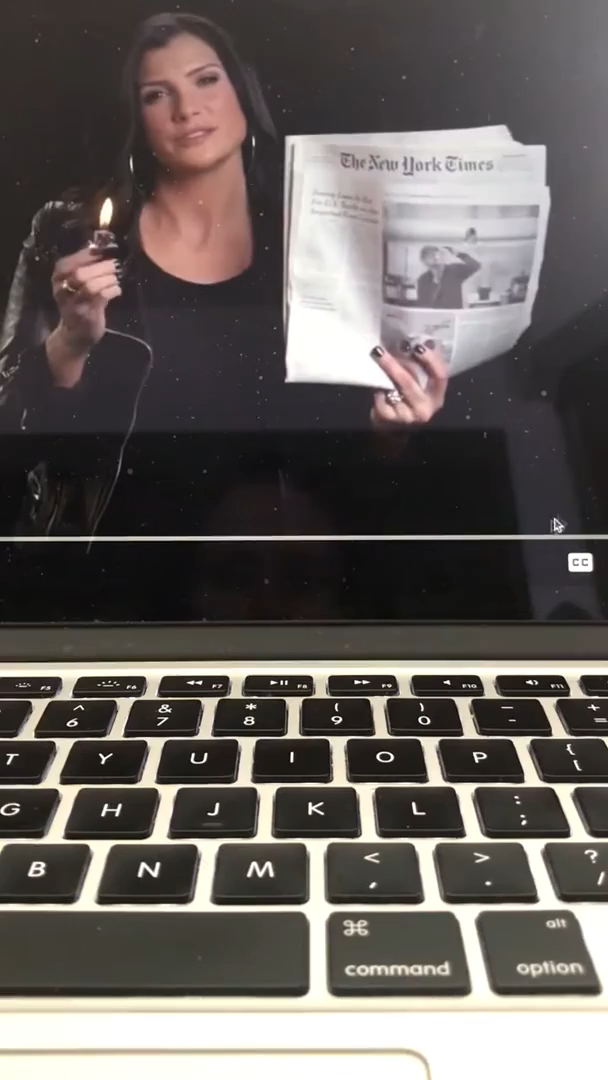 The New York Times
CC
F5 F6 F7 F8 F9 F10 F11
^ & * ( ) _ +
6 7 8 9 0 - =
T Y U I O P { [
G H J K L : ;
B N M < , > . ? /
⌘ alt
command option